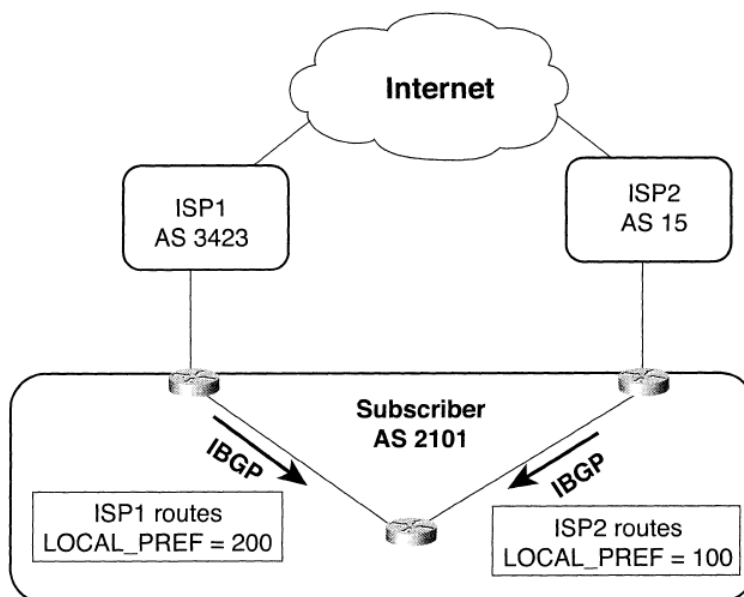 Internet
ISP1
AS 3423
ISP2
AS 15
Subscriber
AS 2101
IBGP
IBGP
ISP1 routes
LOCAL_PREF = 200
ISP2 routes
LOCAL_PREF = 100